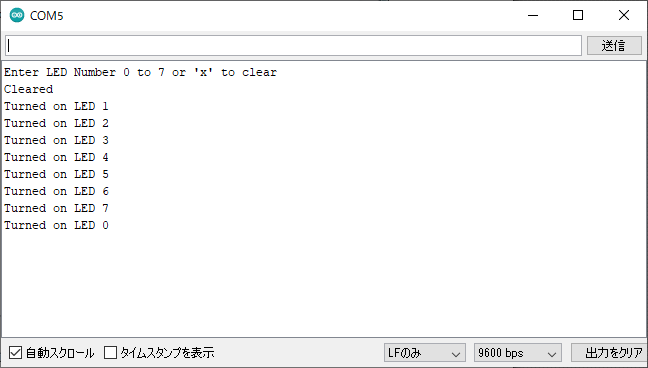 COM5
送信
Enter LED Number 0 to 7 or 'x' to clear
Cleared
Turned on LED 1
Turned on LED 2
Turned on LED 3
Turned on LED 4
Turned on LED 5
Turned on LED 6
Turned on LED 7
Turned on LED 0
自動スクロール タイムスタンプを表示 LFのみ 9600 bps 出力をクリア